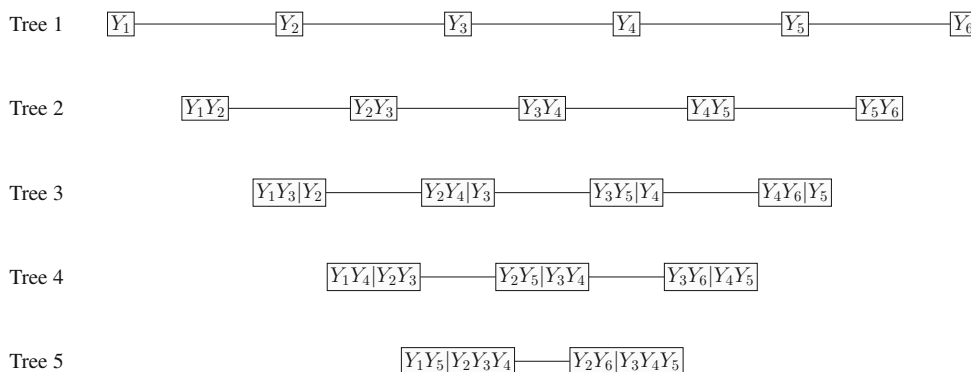 Tree 1 Y₁ Y₂ Y₃ Y₄ Y₅ Y₆
Tree 2 Y₁Y₂ Y₂Y₃ Y₃Y₄ Y₄Y₅ Y₅Y₆
Tree 3 Y₁Y₃|Y₂ Y₂Y₄|Y₃ Y₃Y₅|Y₄ Y₄Y₆|Y₅
Tree 4 Y₁Y₄|Y₂Y₃ Y₂Y₅|Y₃Y₄ Y₃Y₆|Y₄Y₅
Tree 5 Y₁Y₅|Y₂Y₃Y₄ Y₂Y₆|Y₃Y₄Y₅